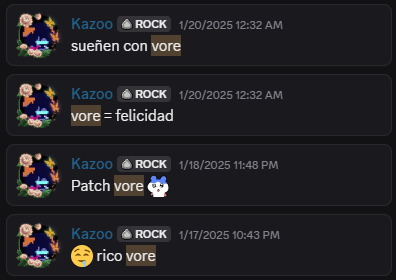 Kazoo ROCK 1/20/2025 12:32 AM
sueñen con vore
Kazoo ROCK 1/20/2025 12:32 AM
vore = felicidad
Kazoo ROCK 1/18/2025 11:48 PM
Patch vore
Kazoo ROCK 1/17/2025 10:43 PM
rico vore